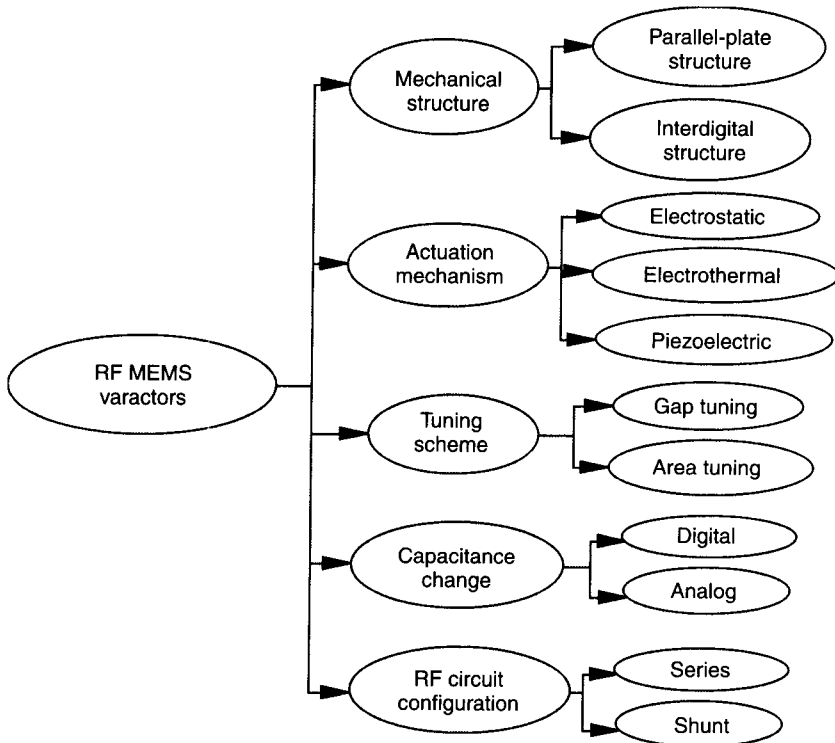 RF MEMS
varactors
Mechanical
structure
Parallel-plate
structure
Interdigital
structure
Actuation
mechanism
Electrostatic
Electrothermal
Piezoelectric
Tuning
scheme
Gap tuning
Area tuning
Capacitance
change
Digital
Analog
RF circuit
configuration
Series
Shunt